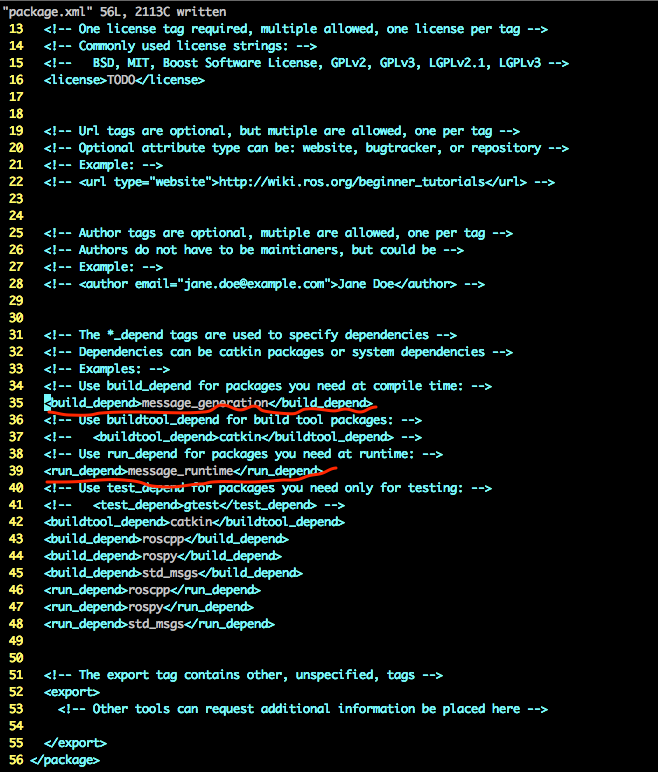 "package.xml" 56L, 2113C written
13 <!-- One license tag required, multiple allowed, one license per tag -->
14 <!-- Commonly used license strings: -->
15 <!--   BSD, MIT, Boost Software License, GPLv2, GPLv3, LGPLv2.1, LGPLv3 -->
16 <license>TODO</license>
17
18
19 <!-- Url tags are optional, but mutiple are allowed, one per tag -->
20 <!-- Optional attribute type can be: website, bugtracker, or repository -->
21 <!-- Example: -->
22 <!-- <url type="website">http://wiki.ros.org/beginner_tutorials</url> -->
23
24
25 <!-- Author tags are optional, mutiple are allowed, one per tag -->
26 <!-- Authors do not have to be maintianers, but could be -->
27 <!-- Example: -->
28 <!-- <author email="jane.doe@example.com">Jane Doe</author> -->
29
30
31 <!-- The *_depend tags are used to specify dependencies -->
32 <!-- Dependencies can be catkin packages or system dependencies -->
33 <!-- Examples: -->
34 <!-- Use build_depend for packages you need at compile time: -->
35 <build_depend>message_generation</build_depend>
36 <!-- Use buildtool_depend for build tool packages: -->
37 <!--   <buildtool_depend>catkin</buildtool_depend> -->
38 <!-- Use run_depend for packages you need at runtime: -->
39 <run_depend>message_runtime</run_depend>
40 <!-- Use test_depend for packages you need only for testing: -->
41 <!--   <test_depend>gtest</test_depend> -->
42 <buildtool_depend>catkin</buildtool_depend>
43 <build_depend>roscpp</build_depend>
44 <build_depend>rospy</build_depend>
45 <build_depend>std_msgs</build_depend>
46 <run_depend>roscpp</run_depend>
47 <run_depend>rospy</run_depend>
48 <run_depend>std_msgs</run_depend>
49
50
51 <!-- The export tag contains other, unspecified, tags -->
52 <export>
53   <!-- Other tools can request additional information be placed here -->
54
55 </export>
56 </package>